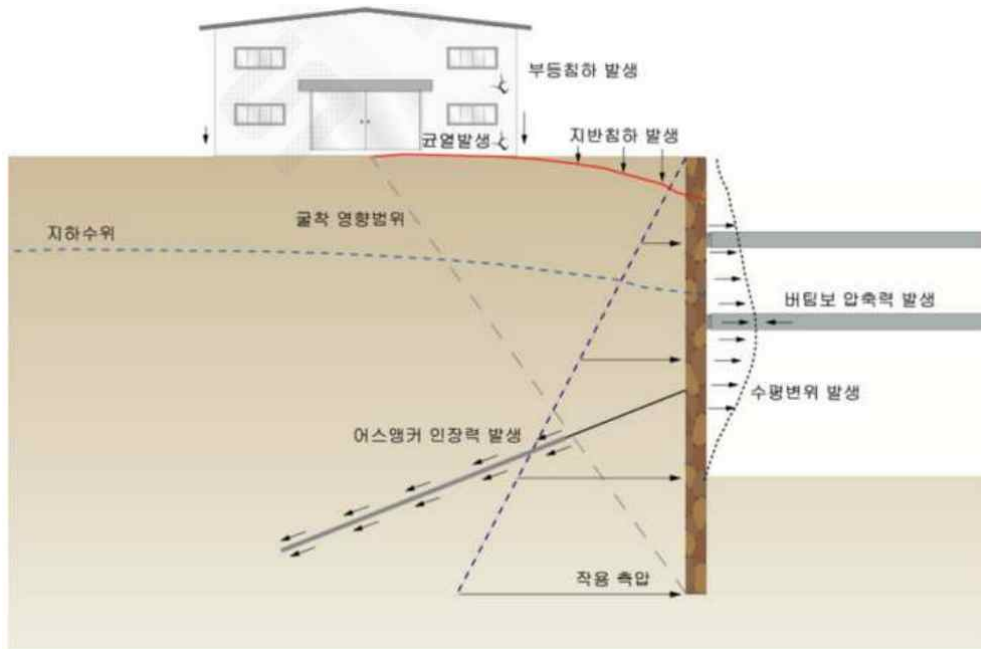 부등침하 발생
균열발생
지반침하 발생
굴착 영향범위
지하수위
버팀보 압축력 발생
수평변위 발생
어스앵커 인장력 발생
작용 측압